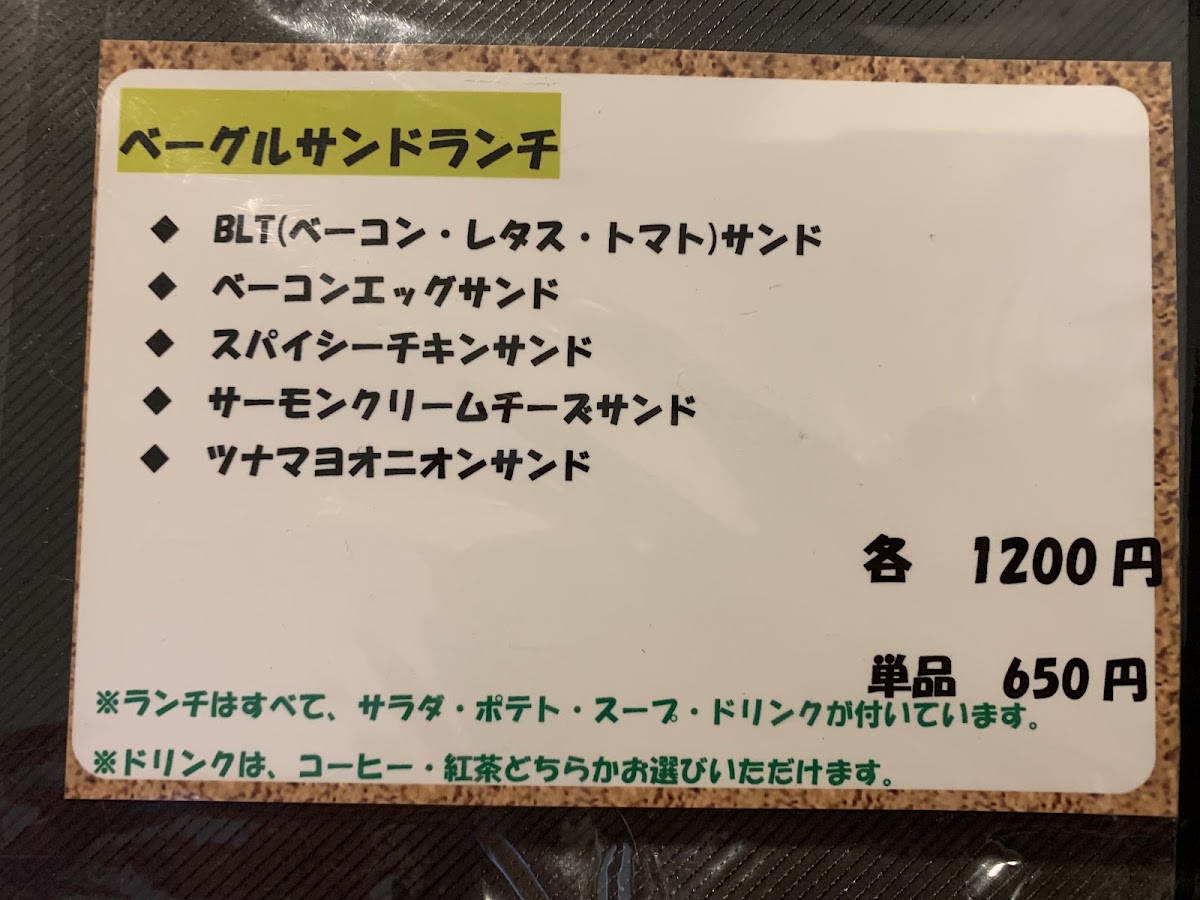 ベーグルサンドランチ
◆ BLT(ベーコン・レタス・トマト)サンド
◆ ベーコンエッグサンド
◆ スパイシーチキンサンド
◆ サーモンクリームチーズサンド
◆ ツナマヨオニオンサンド
各 1200円
単品 650円
※ランチはすべて、サラダ・ポテト・スープ・ドリンクが付いています。
※ドリンクは、コーヒー・紅茶どちらかお選びいただけます。